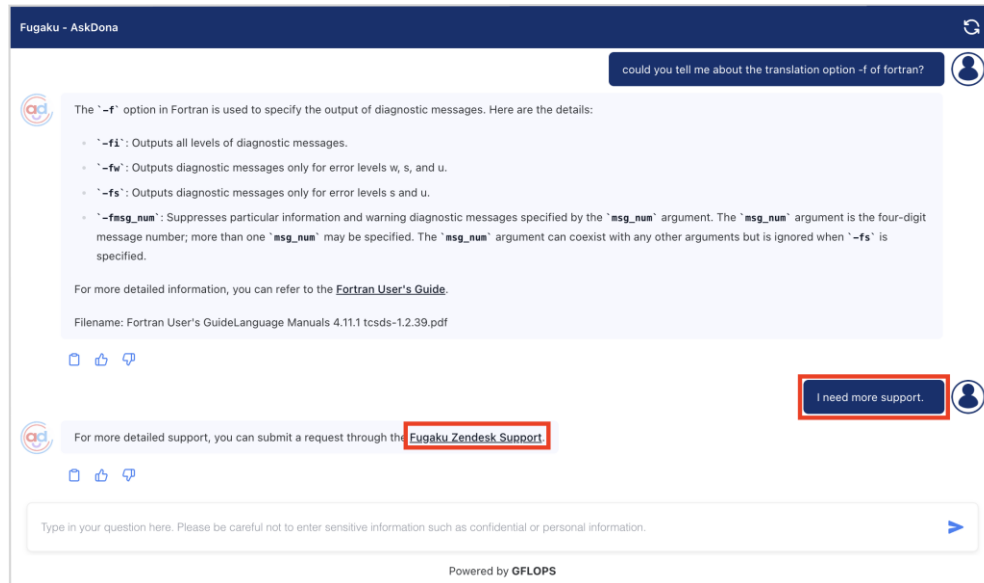 Fugaku - AskDona
could you tell me about the translation option -f of fortran?
ad
The `-f` option in Fortran is used to specify the output of diagnostic messages. Here are the details:
`-fi`: Outputs all levels of diagnostic messages.
`-fw`: Outputs diagnostic messages only for error levels w, s, and u.
`-fs`: Outputs diagnostic messages only for error levels s and u.
`-fmsg_num`: Suppresses particular information and warning diagnostic messages specified by the `msg_num` argument. The `msg_num` argument is the four-digit
message number; more than one `msg_num` may be specified. The `msg_num` argument can coexist with any other arguments but is ignored when `-fs` is
specified.
For more detailed information, you can refer to the Fortran User's Guide.
Filename: Fortran User's GuideLanguage Manuals 4.11.1 tcsds-1.2.39.pdf
I need more support.
ad
For more detailed support, you can submit a request through the Fugaku Zendesk Support.
Type in your question here. Please be careful not to enter sensitive information such as confidential or personal information.
Powered by GFLOPS